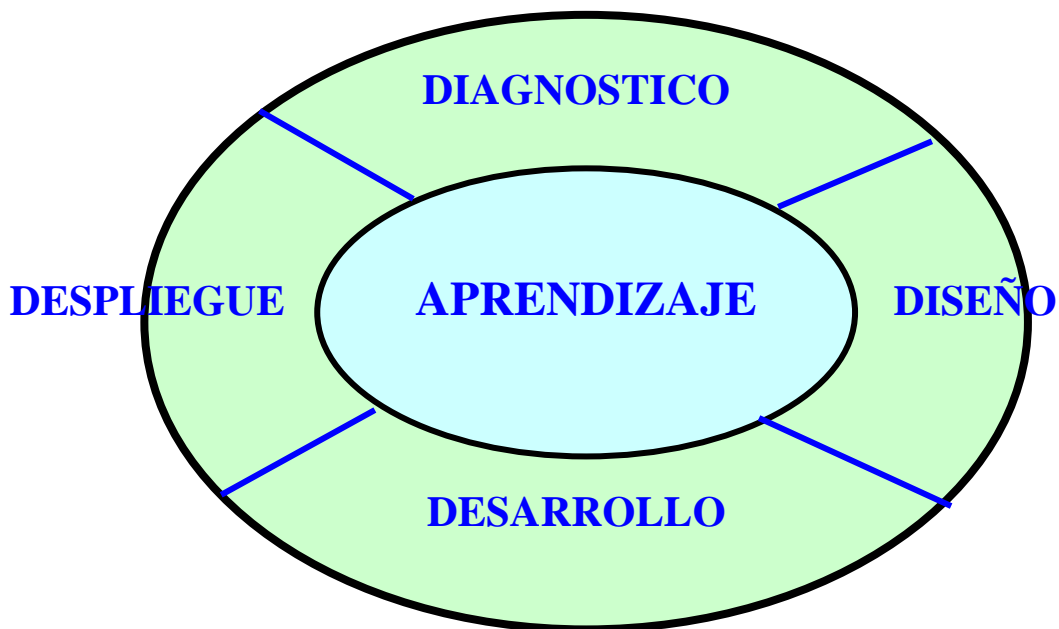 DIAGNOSTICO
DESPLIEGUE
APRENDIZAJE
DISEÑO
DESARROLLO